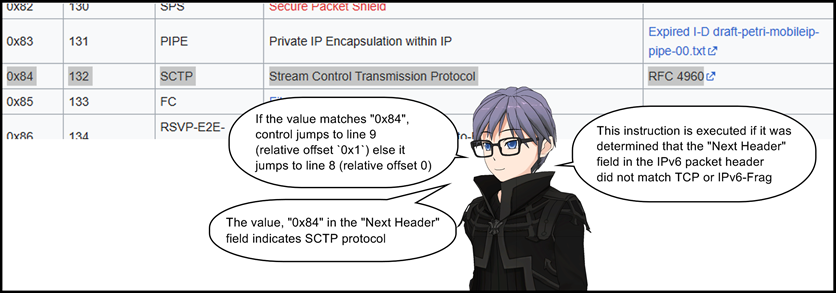 0x82 130 SPS Secure Packet Shield
0x83 131 PIPE Private IP Encapsulation within IP Expired I-D draft-petri-mobileip-
pipe-00.txt
0x84 132 SCTP Stream Control Transmission Protocol RFC 4960
0x85 133 FC
0x86 134 RSVP-E2E-
If the value matches "0x84",
control jumps to line 9
(relative offset `0x1`) else it
jumps to line 8 (relative offset 0)
This instruction is executed if it was
determined that the "Next Header"
field in the IPv6 packet header
did not match TCP or IPv6-Frag
The value, "0x84" in the "Next Header"
field indicates SCTP protocol